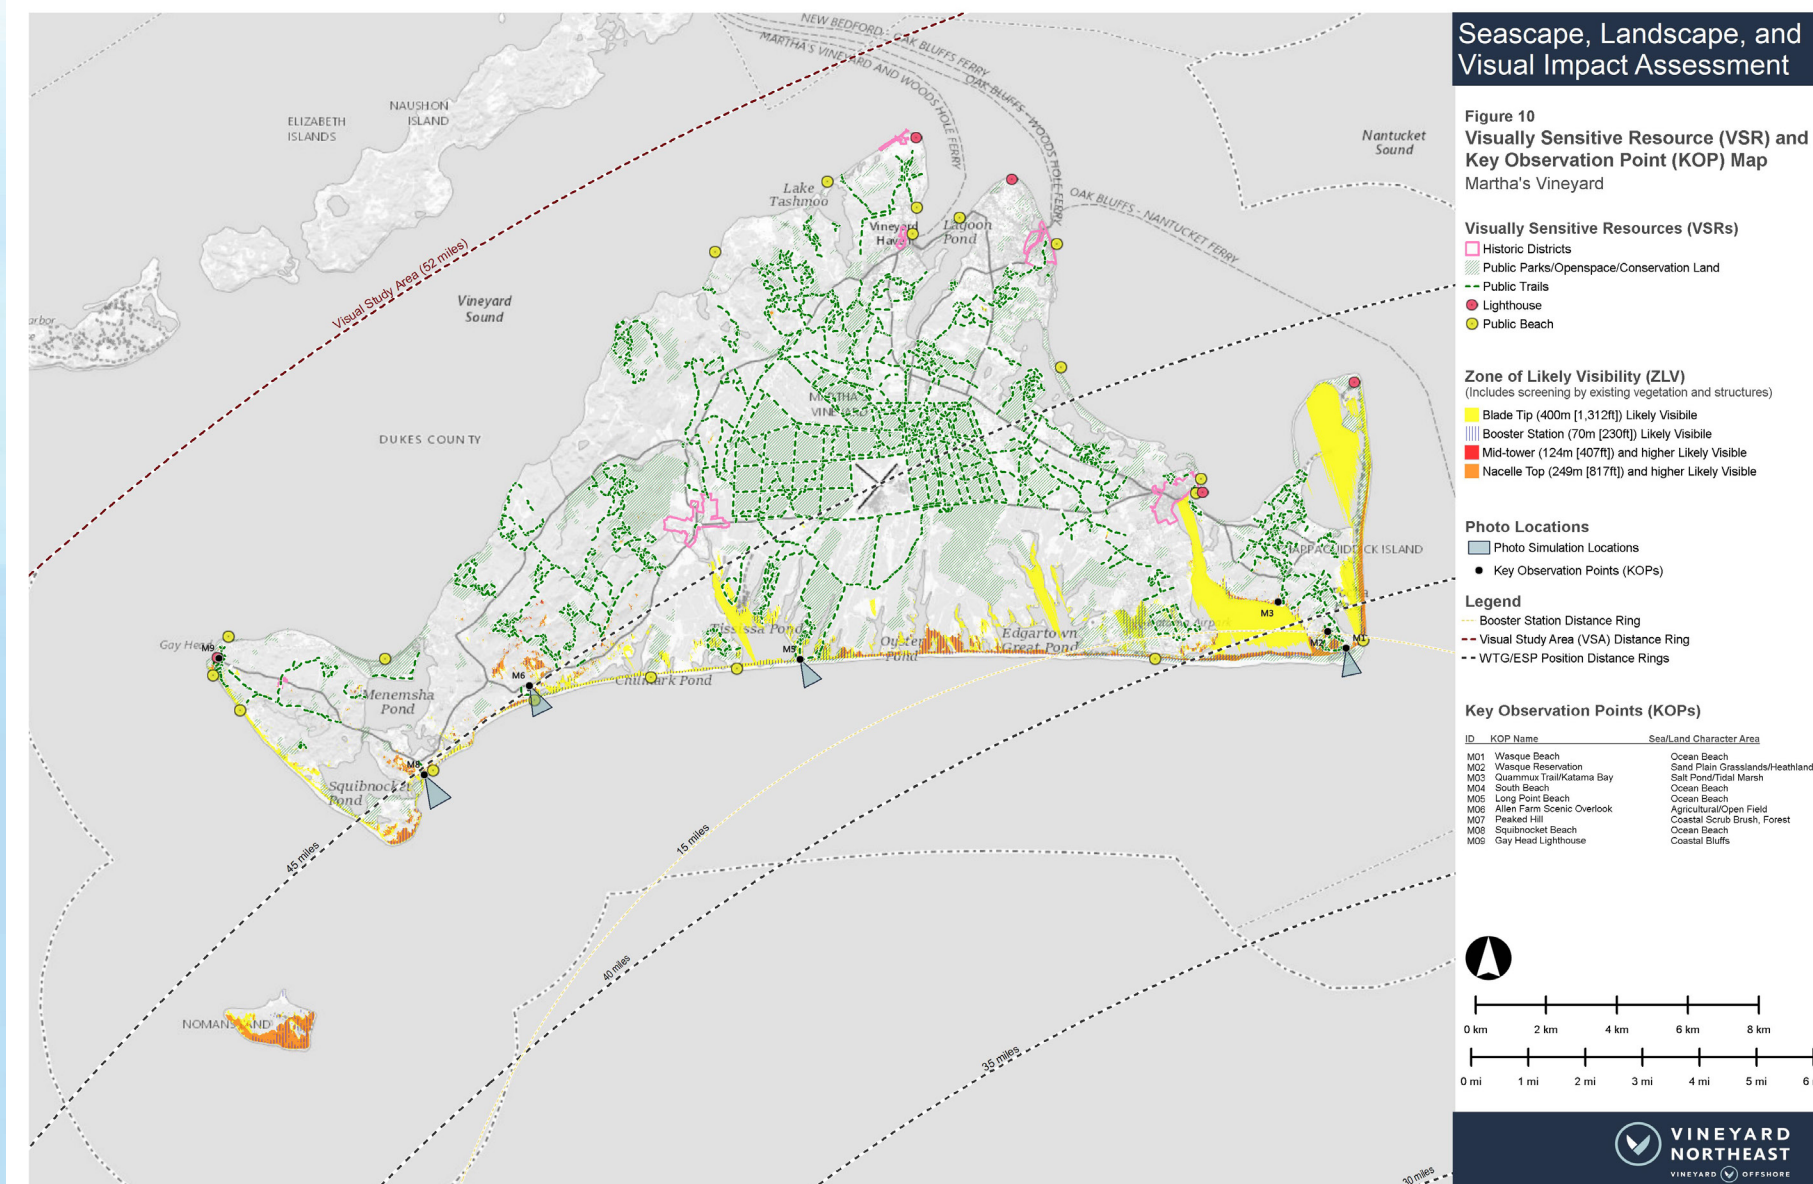 Seascape, Landscape, and
Visual Impact Assessment
Figure 10
Visually Sensitive Resource (VSR) and
Key Observation Point (KOP) Map
Martha's Vineyard
Visually Sensitive Resources (VSRs)
Historic Districts
Public Parks/Openspace/Conservation Land
Public Trails
Lighthouse
Public Beach
Zone of Likely Visibility (ZLV)
(Includes screening by existing vegetation and structures)
Blade Tip (400m [1,312ft]) Likely Visibile
Booster Station (70m [230ft]) Likely Visibile
Mid-tower (124m [407ft]) and higher Likely Visible
Nacelle Top (249m [817ft]) and higher Likely Visible
Photo Locations
Photo Simulation Locations
Key Observation Points (KOPs)
Legend
Booster Station Distance Ring
Visual Study Area (VSA) Distance Ring
WTG/ESP Position Distance Rings
Key Observation Points (KOPs)
ID KOP Name Sea/Land Character Area
M01 Wasque Beach Ocean Beach
M02 Wasque Reservation Sand Plain Grasslands/Heathland
M03 Quammux Trail/Katama Bay Salt Pond/Tidal Marsh
M04 South Beach Ocean Beach
M05 Long Point Beach Ocean Beach
M06 Allen Farm Scenic Overlook Agricultural/Open Field
M07 Peaked Hill Coastal Scrub Brush, Forest
M08 Squibnocket Beach Ocean Beach
M09 Gay Head Lighthouse Coastal Bluffs
0 km 2 km 4 km 6 km 8 km
0 mi 1 mi 2 mi 3 mi 4 mi 5 mi 6
VINEYARD
NORTHEAST
VINEYARD OFFSHORE
NEW BEDFORD - OAK BLUFFS FERRY
MARTHA'S VINEYARD AND WOODS HOLE FERRY
OAK BLUFFS - WOODS HOLE FERRY
OAK BLUFFS - NANTUCKET FERRY
NAUSHON
ISLAND
ELIZABETH
ISLANDS
Nantucket
Sound
Lake
Tashmoo
Vineyard
Lagoon
Pond
Visual Study Area (52 miles)
Vineyard
Sound
DUKES COUNTY
CHAPPAQUIDDICK ISLAND
M3
M2
M1
Tississa Pond
Oyster
Pond
Edgartown
Great Pond
M5
Chilmark Pond
M6
Gay Head
M9
Menemsha
Pond
M8
Squibnocket
Pond
45 miles
15 miles
40 miles
35 miles
30 miles
NOMANS LAND